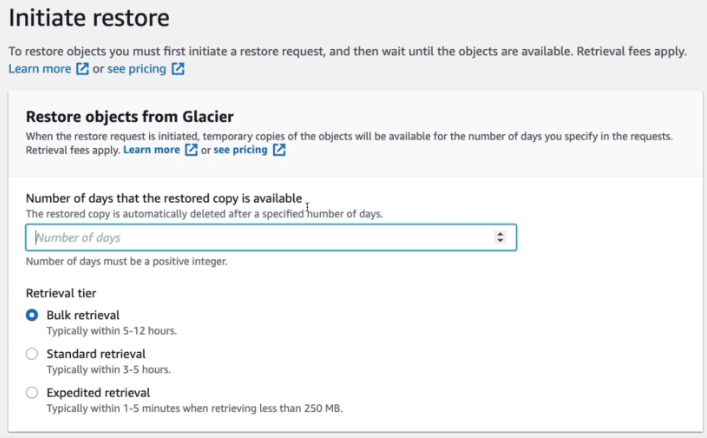 Initiate restore
To restore objects you must first initiate a restore request, and then wait until the objects are available. Retrieval fees apply.
Learn more or see pricing
Restore objects from Glacier
When the restore request is initiated, temporary copies of the objects will be available for the number of days you specify in the requests.
Retrieval fees apply. Learn more or see pricing
Number of days that the restored copy is available
The restored copy is automatically deleted after a specified number of days.
Number of days
Number of days must be a positive integer.
Retrieval tier
Bulk retrieval
Typically within 5-12 hours.
Standard retrieval
Typically within 3-5 hours.
Expedited retrieval
Typically within 1-5 minutes when retrieving less than 250 MB.